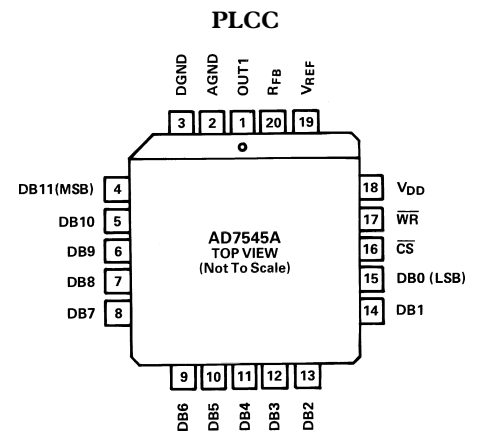 PLCC
DGND
AGND
OUT1
RFB
VREF
3
2
1
20
19
DB11(MSB) 4
DB10 5
DB9 6
DB8 7
DB7 8
AD7545A
TOP VIEW
(Not To Scale)
18 VDD
17 WR
16 CS
15 DB0 (LSB)
14 DB1
9
10
11
12
13
DB6
DB5
DB4
DB3
DB2